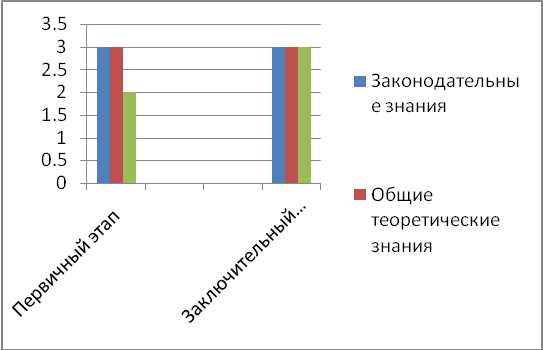 3.5
3
2.5
2
1.5
1
0.5
0
Первичный этап
Заключительный...
Законодательны
е знания
Общие
теоретические
знания